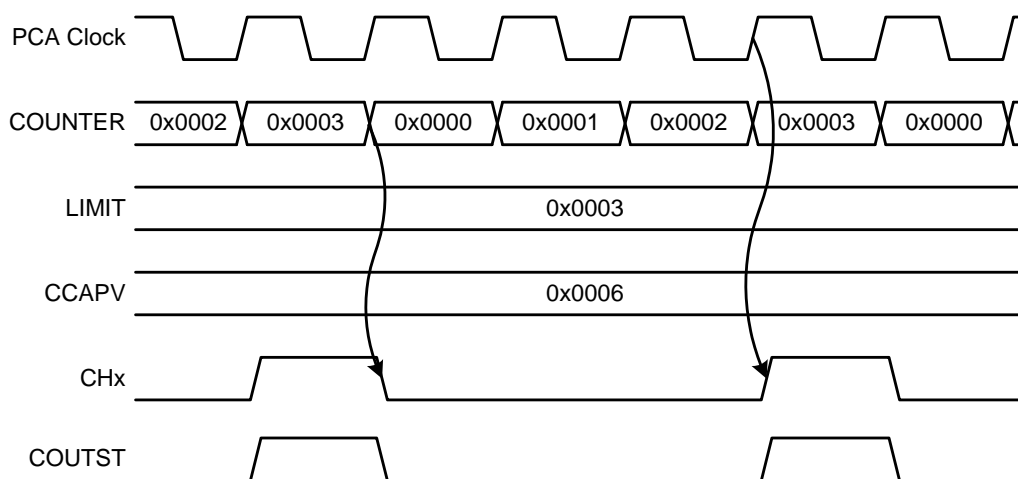 PCA Clock
COUNTER 0x0002 0x0003 0x0000 0x0001 0x0002 0x0003 0x0000
LIMIT 0x0003
CCAPV 0x0006
CHx
COUTST